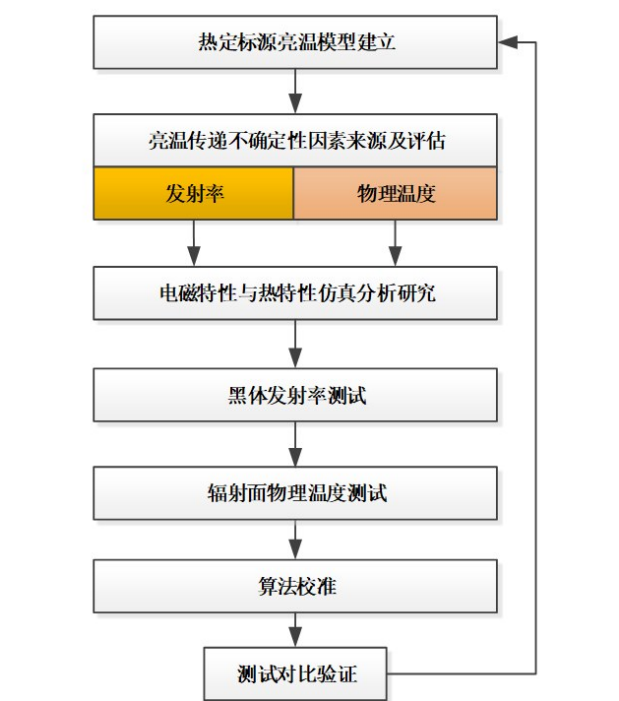 热定标源亮温模型建立
亮温传递不确定性因素来源及评估
发射率
物理温度
电磁特性与热特性仿真分析研究
黑体发射率测试
辐射面物理温度测试
算法校准
测试对比验证